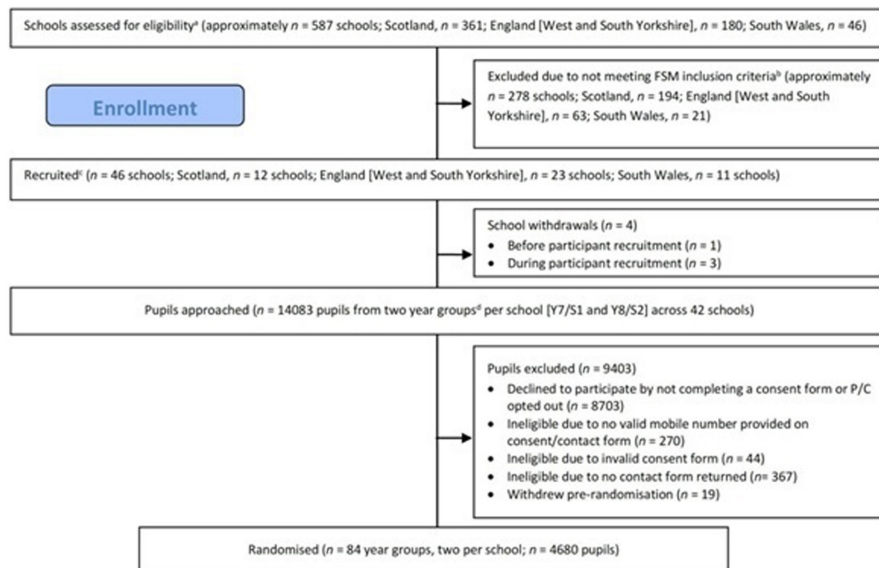 Schools assessed for eligibilityᵃ (approximately n = 587 schools; Scotland, n = 361; England [West and South Yorkshire], n = 180; South Wales, n = 46)
Enrollment
Excluded due to not meeting FSM inclusion criteriaᵇ (approximately
n = 278 schools; Scotland, n = 194; England [West and South
Yorkshire], n = 63; South Wales, n = 21)
Recruitedᶜ (n = 46 schools; Scotland, n = 12 schools; England [West and South Yorkshire], n = 23 schools; South Wales, n = 11 schools)
School withdrawals (n = 4)
• Before participant recruitment (n = 1)
• During participant recruitment (n = 3)
Pupils approached (n = 14083 pupils from two year groupsᵈ per school [Y7/S1 and Y8/S2] across 42 schools)
Pupils excluded (n = 9403)
• Declined to participate by not completing a consent form or P/C
opted out (n = 8703)
• Ineligible due to no valid mobile number provided on
consent/contact form (n = 270)
• Ineligible due to invalid consent form (n = 44)
• Ineligible due to no contact form returned (n= 367)
• Withdrew pre-randomisation (n = 19)
Randomised (n = 84 year groups, two per school; n = 4680 pupils)